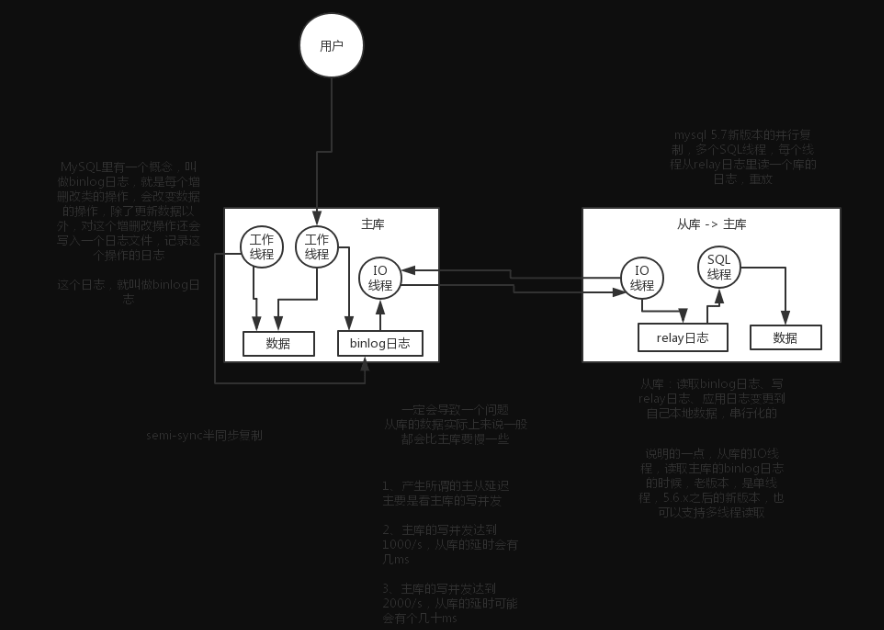 用户
mysql 5.7新版本的并行复
制，多个SQL线程，每个线
程从relay日志里读一个库的
日志，重放
MySQL里有一个概念，叫
做binlog日志，就是每个增
删改类的操作，会改变数据
的操作，除了更新数据以
外，对这个增删改操作还会
写入一个日志文件，记录这
个操作的日志
这个日志，就叫做binlog日
志
主库
工作
线程
工作
线程
IO
线程
数据
binlog日志
从库 -> 主库
IO
线程
SQL
线程
relay日志
数据
从库：读取binlog日志、写
relay日志、应用日志变更到
自己本地数据，串行化的
semi-sync半同步复制
一定会导致一个问题
从库的数据实际上来说一般
都会比主库要慢一些
说明的一点，从库的IO线
程，读取主库的binlog日志
的时候，老版本，是单线
程，5.6.x之后的新版本，也
可以支持多线程读取
1、产生所谓的主从延迟
主要是看主库的写并发
2、主库的写并发达到
1000/s，从库的延时会有
几ms
3、主库的写并发达到
2000/s，从库的延时可能
会有个几十ms